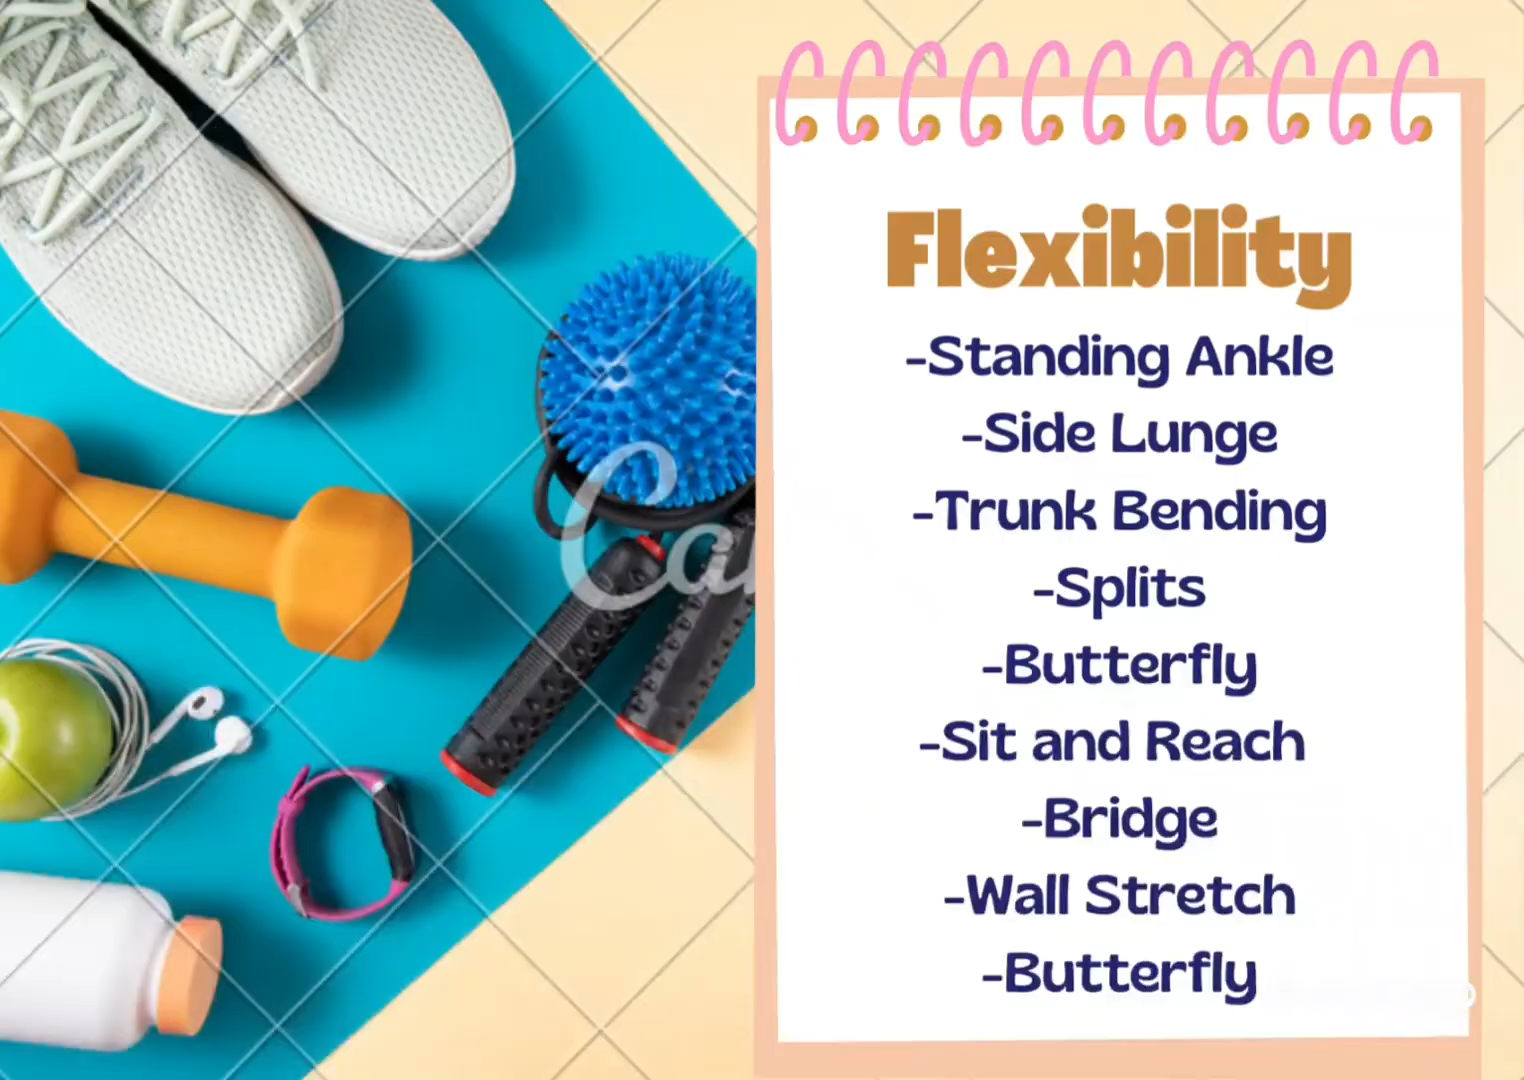 Flexibility
-Standing Ankle
-Side Lunge
-Trunk Bending
-Splits
-Butterfly
-Sit and Reach
-Bridge
-Wall Stretch
-Butterfly